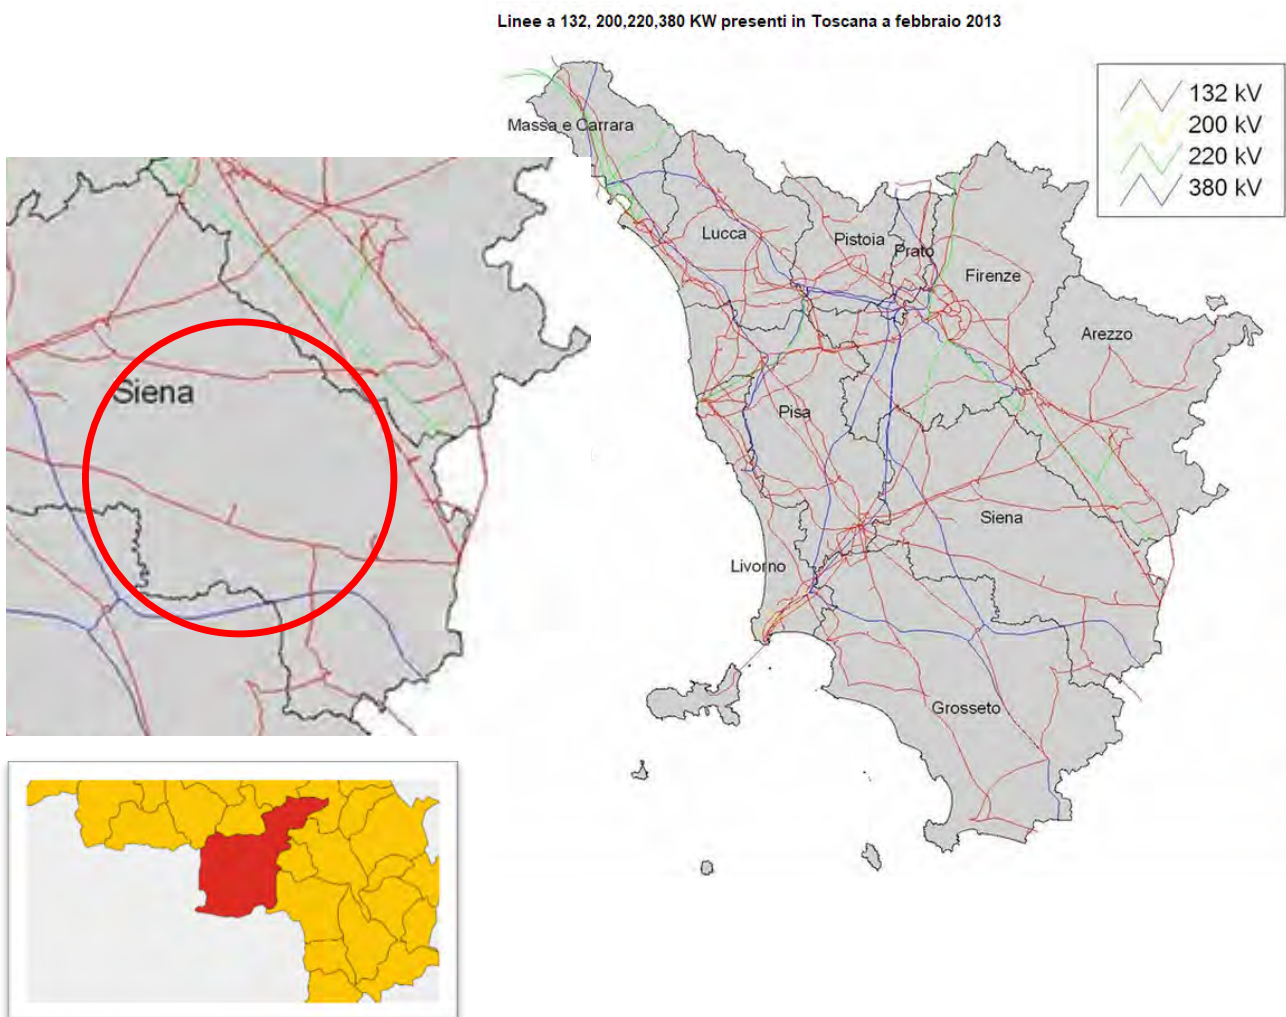 Linee a 132, 200,220,380 KW presenti in Toscana a febbraio 2013
132 kV
200 kV
220 kV
380 kV
Massa e Carrara
Lucca
Pistoia
Prato
Firenze
Arezzo
Pisa
Siena
Livorno
Grosseto
Siena